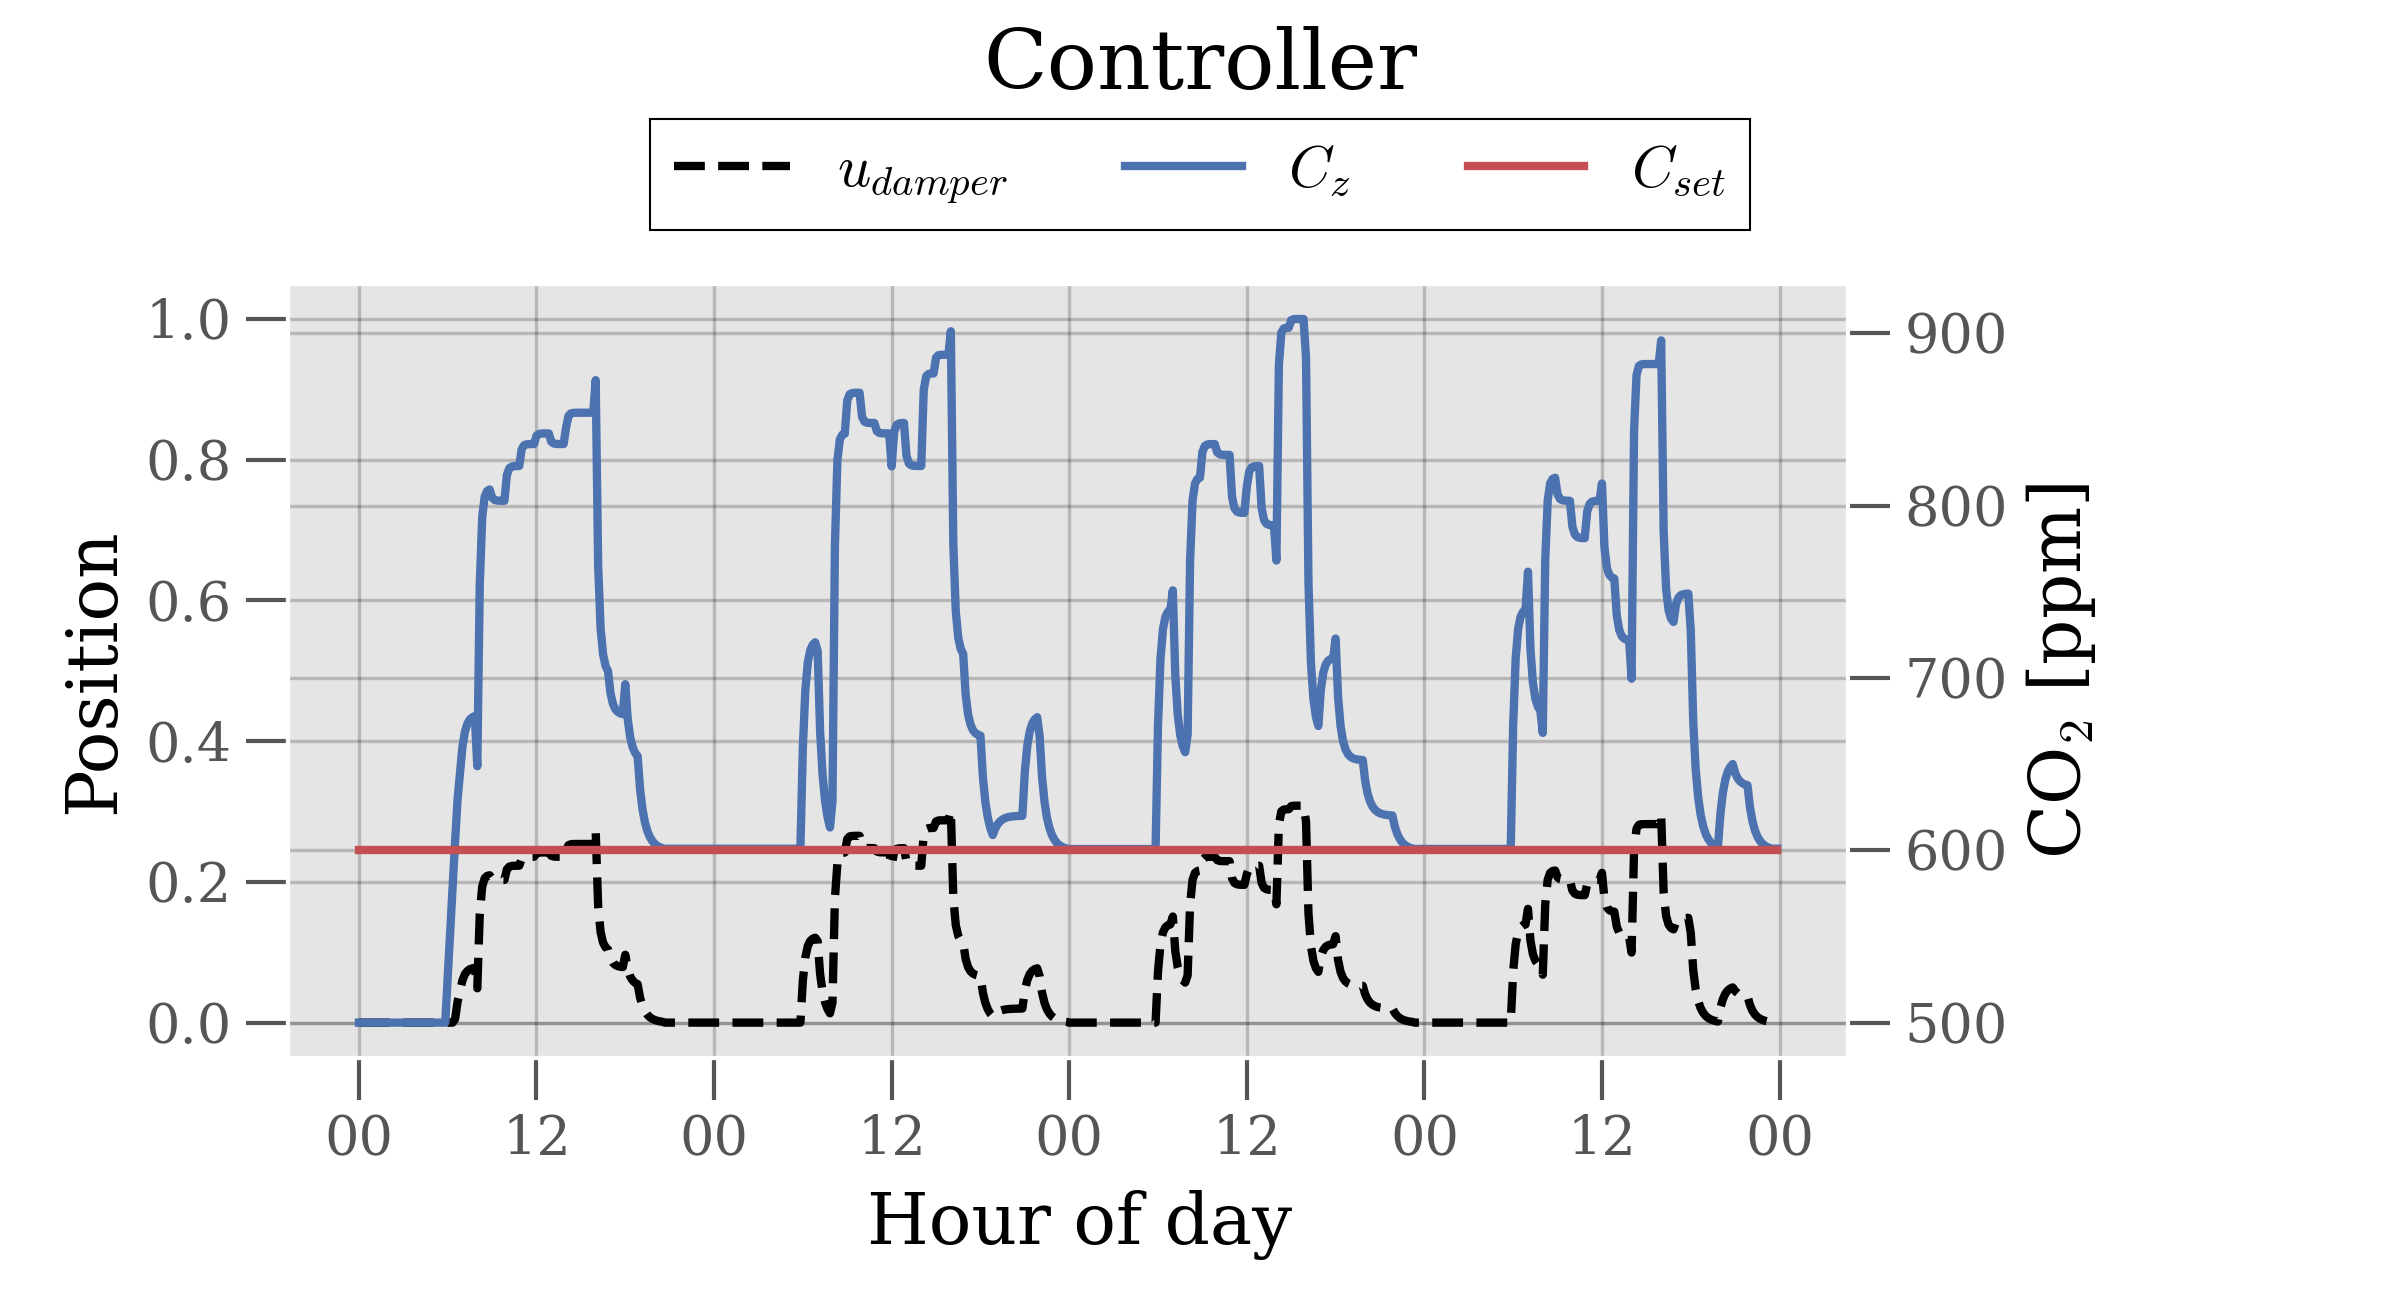 Controller
u_damper C_z C_set
1.0
0.8
0.6
0.4
0.2
0.0
Position
900
800
700
600
500
CO₂ [ppm]
00 12 00 12 00 12 00 12 00
Hour of day